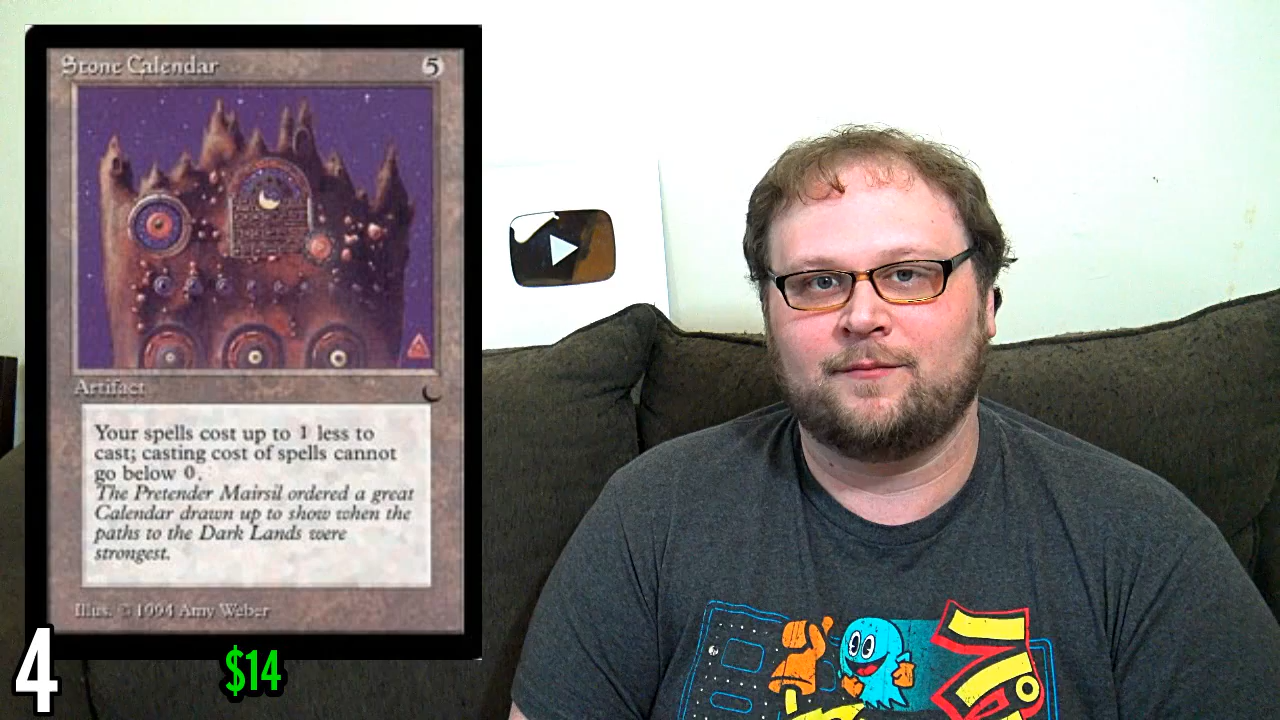 Stone Calendar 5
Artifact
Your spells cost up to 1 less to
cast; casting cost of spells cannot
go below 0.
The Pretender Mairsil ordered a great
Calendar drawn up to show when the
paths to the Dark Lands were
strongest.
Illus. © 1994 Amy Weber
4
$14